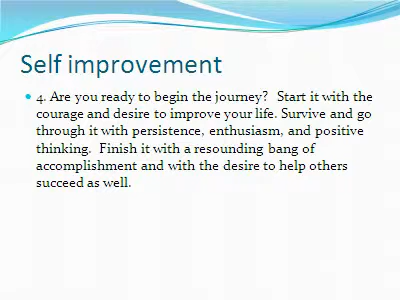 Self improvement
• 4. Are you ready to begin the journey?  Start it with the
courage and desire to improve your life. Survive and go
through it with persistence, enthusiasm, and positive
thinking.  Finish it with a resounding bang of
accomplishment and with the desire to help others
succeed as well.